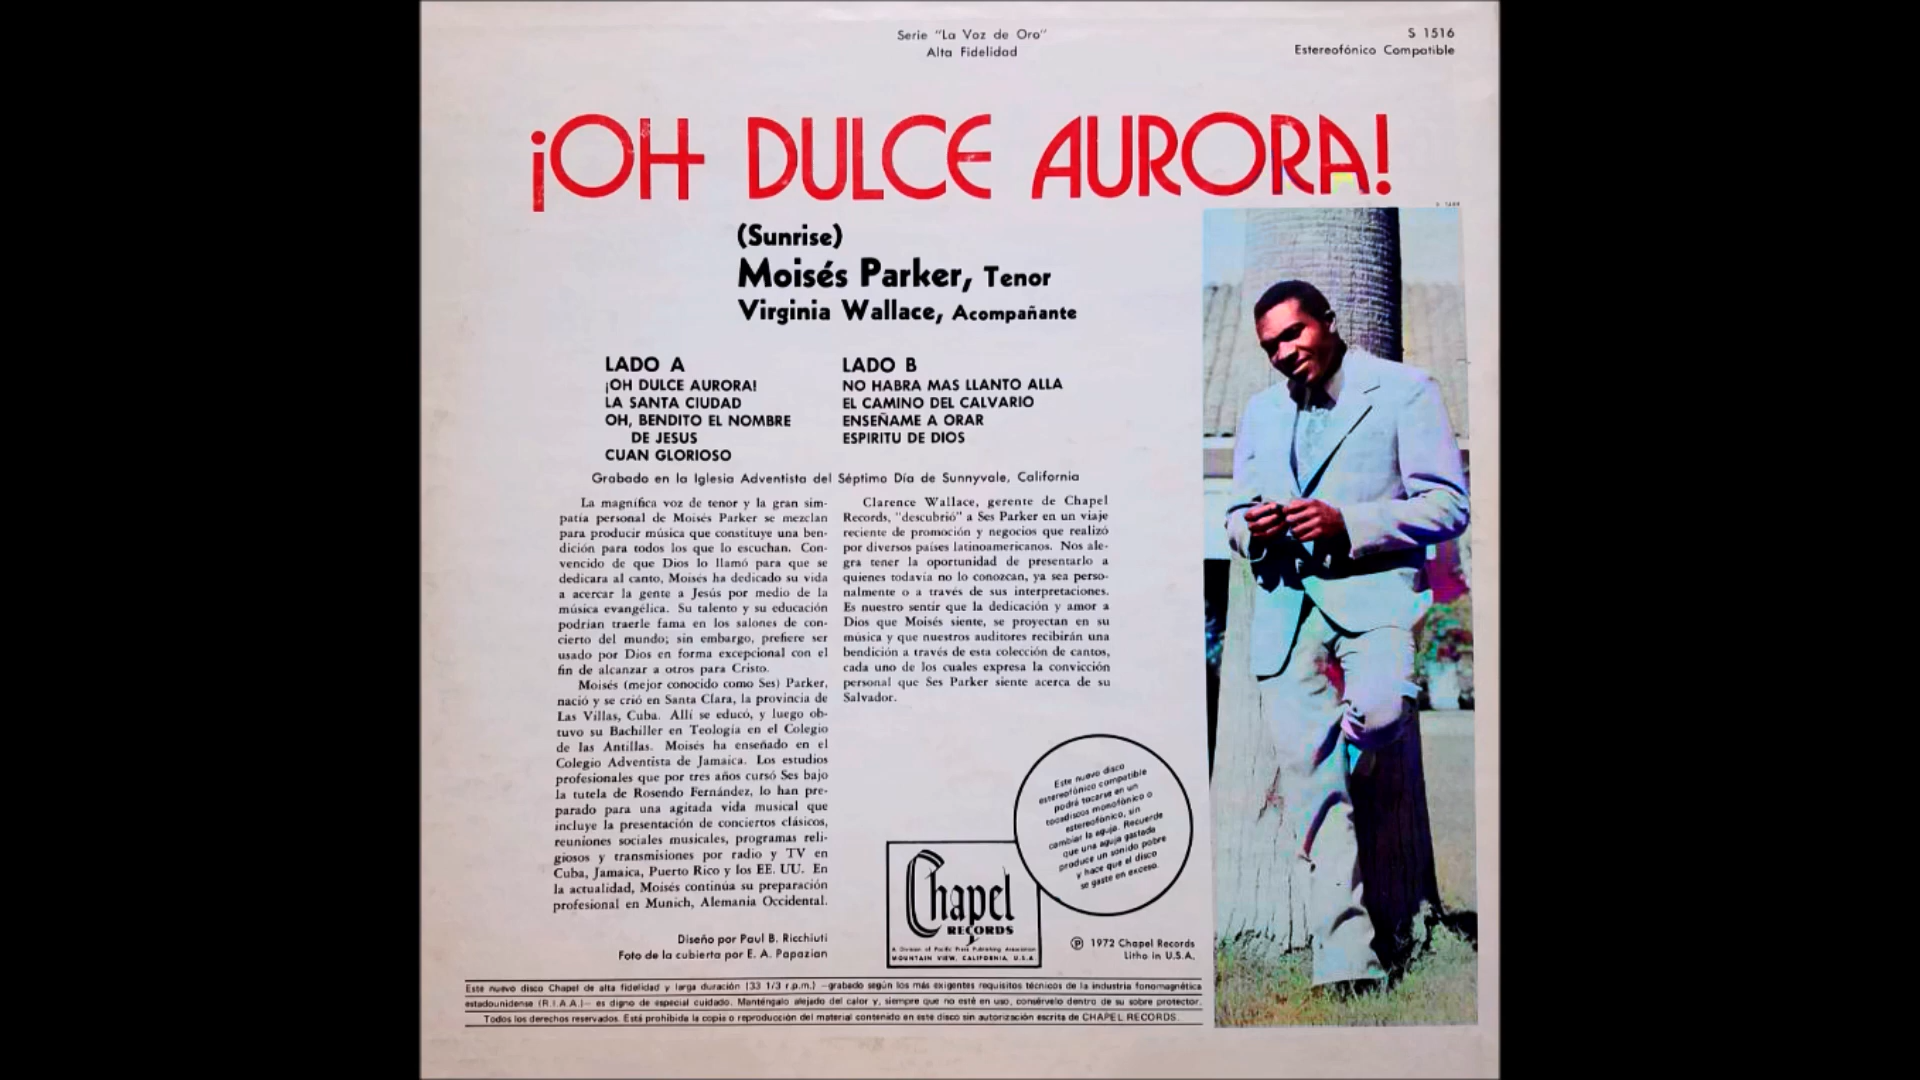 Serie "La Voz de Oro"
Alta Fidelidad
S 1516
Estereofónico Compatible
¡OH DULCE AURORA!
(Sunrise)
Moisés Parker, Tenor
Virginia Wallace, Acompañante
LADO A
¡OH DULCE AURORA!
LA SANTA CIUDAD
OH, BENDITO EL NOMBRE
DE JESUS
CUAN GLORIOSO
LADO B
NO HABRA MAS LLANTO ALLA
EL CAMINO DEL CALVARIO
ENSEÑAME A ORAR
ESPIRITU DE DIOS
Grabado en la Iglesia Adventista del Séptimo Día de Sunnyvale, California
La magnífica voz de tenor y la gran sim-
patía personal de Moisés Parker se mezclan
para producir música que constituye una ben-
dición para todos los que lo escuchan. Con-
vencido de que Dios lo llamó para que se
dedicara al canto, Moisés ha dedicado su vida
a acercar la gente a Jesús por medio de la
música evangélica. Su talento y su educación
podrían traerle fama en los salones de con-
cierto del mundo; sin embargo, prefiere ser
usado por Dios en forma excepcional con el
fin de alcanzar a otros para Cristo.
Moisés (mejor conocido como Ses) Parker,
nació y se crió en Santa Clara, la provincia de
Las Villas, Cuba. Allí se educó, y luego ob-
tuvo su Bachiller en Teología en el Colegio
de las Antillas. Moisés ha enseñado en el
Colegio Adventista de Jamaica. Los estudios
profesionales que por tres años cursó Ses bajo
la tutela de Rosendo Fernández, lo han pre-
parado para una agitada vida musical que
incluye la presentación de conciertos clásicos,
reuniones sociales musicales, programas reli-
giosos y transmisiones por radio y TV en
Cuba, Jamaica, Puerto Rico y los EE. UU. En
la actualidad, Moisés continúa su preparación
profesional en Munich, Alemania Occidental.
Clarence Wallace, gerente de Chapel
Records, "descubrió" a Ses Parker en un viaje
reciente de promoción y negocios que realizó
por diversos países latinoamericanos. Nos ale-
gra tener la oportunidad de presentarlo a
quienes todavía no lo conozcan, ya sea perso-
nalmente o a través de sus interpretaciones.
Es nuestro sentir que la dedicación y amor a
Dios que Moisés siente, se proyectan en su
música y que nuestros auditores recibirán una
bendición a través de esta colección de cantos,
cada uno de los cuales expresa la convicción
personal que Ses Parker siente acerca de su
Salvador.
Este nuevo disco
estereofónico compatible
podrá tocarse en un
tocadiscos monofónico o
estereofónico, sin
cambiar la aguja. Recuerde
que una aguja gastada
produce un sonido pobre
y hace que el disco
se gaste en exceso.
Chapel
RECORDS
A Division of Pacific Press Publishing Association
MOUNTAIN VIEW, CALIFORNIA, U.S.A.
Diseño por Paul B. Ricchiuti
Foto de la cubierta por E. A. Papazian
Ⓟ 1972 Chapel Records
Litho in U.S.A.
Este nuevo disco Chapel de alta fidelidad y larga duración (33 1/3 r.p.m.) —grabado según los más exigentes requisitos técnicos de la industria fonomagnética
estadounidense (R.I.A.A.)— es digno de especial cuidado. Manténgalo alejado del calor y, siempre que no esté en uso, consérvelo dentro de su sobre protector.
Todos los derechos reservados. Está prohibida la copia o reproducción del material contenido en este disco sin autorización escrita de CHAPEL RECORDS.